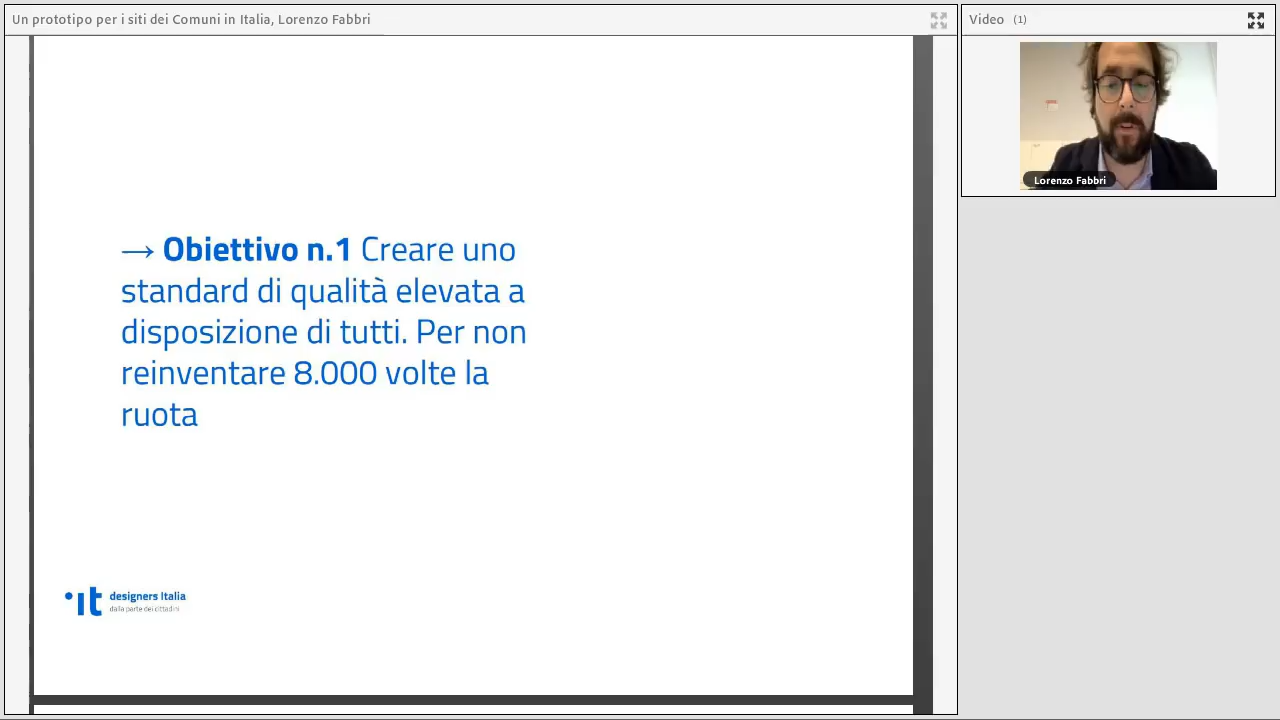 Un prototipo per i siti dei Comuni in Italia, Lorenzo Fabbri
Video (1)
Lorenzo Fabbri
→ Obiettivo n.1 Creare uno
standard di qualità elevata a
disposizione di tutti. Per non
reinventare 8.000 volte la
ruota
it
designers Italia
dalla parte dei cittadini